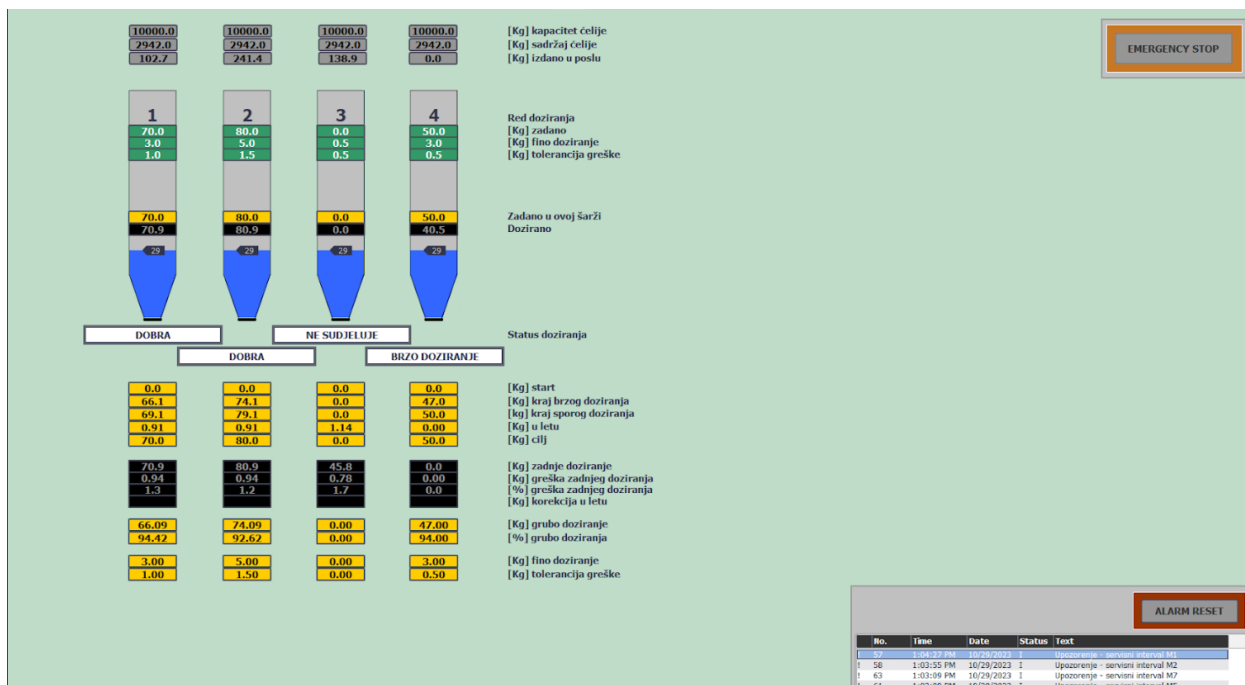 10000.0 10000.0 10000.0 10000.0 [Kg] kapacitet ćelije
2942.0 2942.0 2942.0 2942.0 [Kg] sadržaj ćelije
102.7 241.4 138.9 0.0 [Kg] izdano u poslu
EMERGENCY STOP
1 2 3 4 Red doziranja
70.0 80.0 0.0 50.0 [Kg] zadano
3.0 5.0 0.5 3.0 [Kg] fino doziranje
1.0 1.5 0.5 0.5 [Kg] tolerancija greške
70.0 80.0 0.0 50.0 Zadano u ovoj šarži
70.9 80.9 0.0 40.5 Dozirano
29 29 29 29
DOBRA NE SUDJELUJE Status doziranja
DOBRA BRZO DOZIRANJE
0.0 0.0 0.0 0.0 [Kg] start
66.1 74.1 0.0 47.0 [Kg] kraj brzog doziranja
69.1 79.1 0.0 50.0 [kg] kraj sporog doziranja
0.91 0.91 1.14 0.00 [Kg] u letu
70.0 80.0 0.0 50.0 [Kg] cilj
70.9 80.9 45.8 0.0 [Kg] zadnje doziranje
0.94 0.94 0.78 0.00 [Kg] greška zadnjeg doziranja
1.3 1.2 1.7 0.0 [%] greška zadnjeg doziranja
[Kg] korekcija u letu
66.09 74.09 0.00 47.00 [Kg] grubo doziranje
94.42 92.62 0.00 94.00 [%] grubo doziranja
3.00 5.00 0.00 3.00 [Kg] fino doziranje
1.00 1.50 0.00 0.50 [Kg] tolerancija greške
ALARM RESET
No. Time Date Status Text
! 57 1:04:27 PM 10/29/2023 I Upozorenje - servisni interval M1
! 58 1:03:55 PM 10/29/2023 I Upozorenje - servisni interval M2
! 63 1:03:09 PM 10/29/2023 I Upozorenje - servisni interval M7